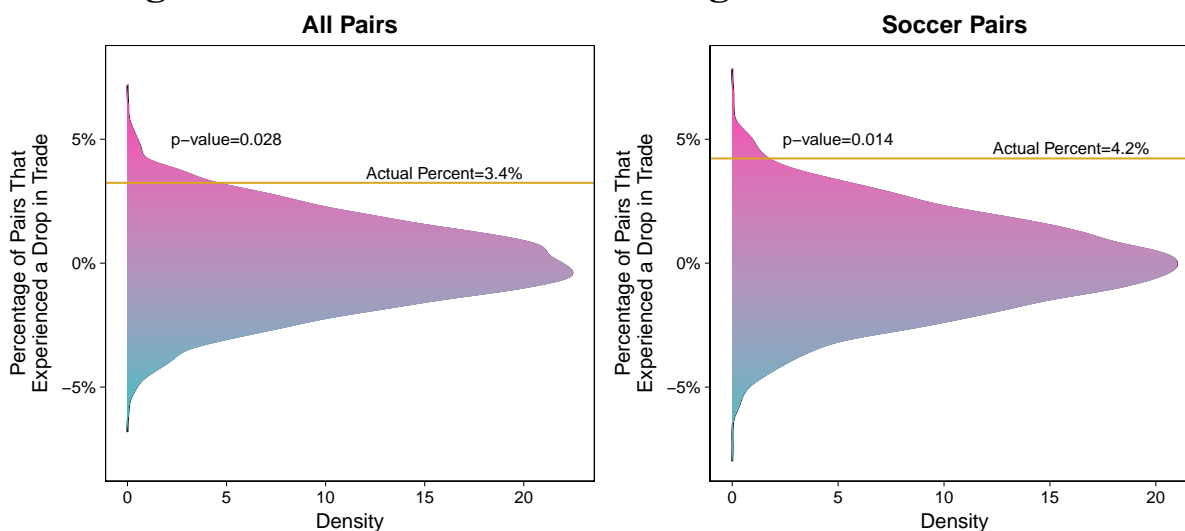 All Pairs
Percentage of Pairs That
Experienced a Drop in Trade
5%
0%
−5%
p−value=0.028
Actual Percent=3.4%
0
5
10
15
20
Density
Soccer Pairs
Percentage of Pairs That
Experienced a Drop in Trade
5%
0%
−5%
p−value=0.014
Actual Percent=4.2%
0
5
10
15
20
Density